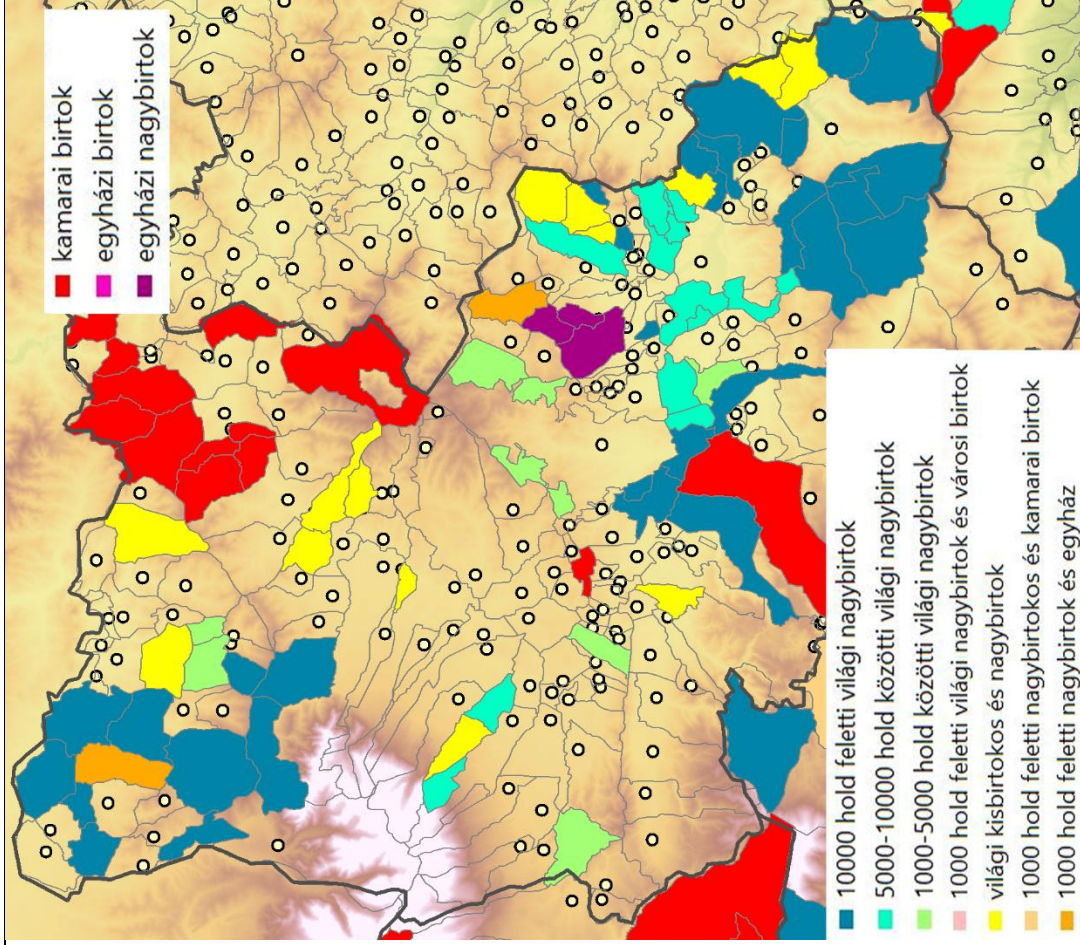 kamarai birtok
egyházi birtok
egyházi nagybirtok
10000 hold feletti világi nagybirtok
5000-10000 hold közötti világi nagybirtok
1000-5000 hold közötti világi nagybirtok
1000 hold feletti világi nagybirtok és városi birtok
világi kisbirtokos és nagybirtok
1000 hold feletti nagybirtokos és kamarai birtok
1000 hold feletti nagybirtok és egyház